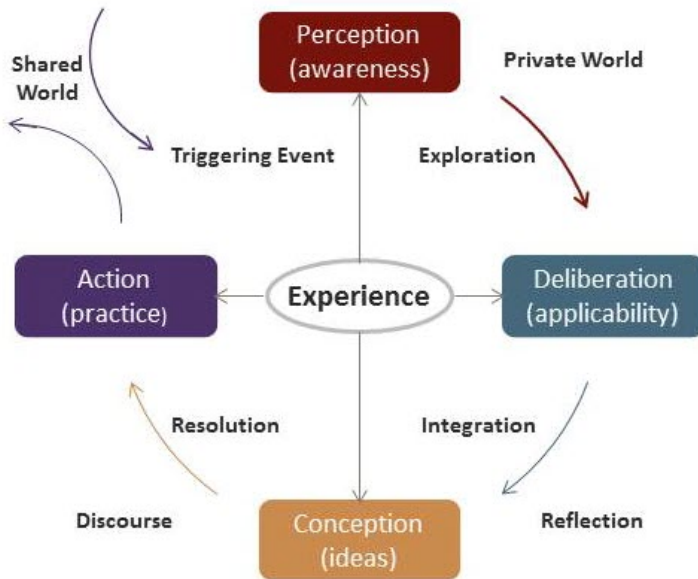 Perception
(awareness)
Shared
World
Private World
Triggering Event
Exploration
Action
(practice)
Experience
Deliberation
(applicability)
Resolution
Integration
Discourse
Conception
(ideas)
Reflection